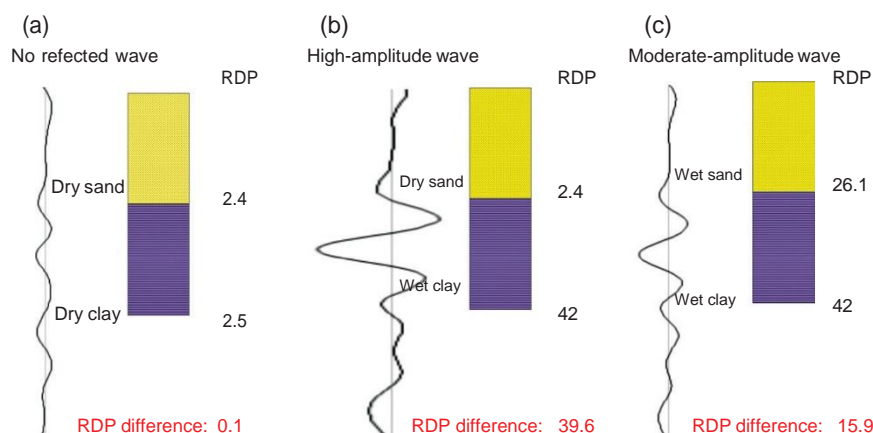 (a)
No refected wave
RDP
Dry sand
2.4
Dry clay
2.5
RDP difference: 0.1
(b)
High-amplitude wave
RDP
Dry sand
2.4
Wet clay
42
RDP difference: 39.6
(c)
Moderate-amplitude wave
RDP
Wet sand
26.1
Wet clay
42
RDP difference: 15.9